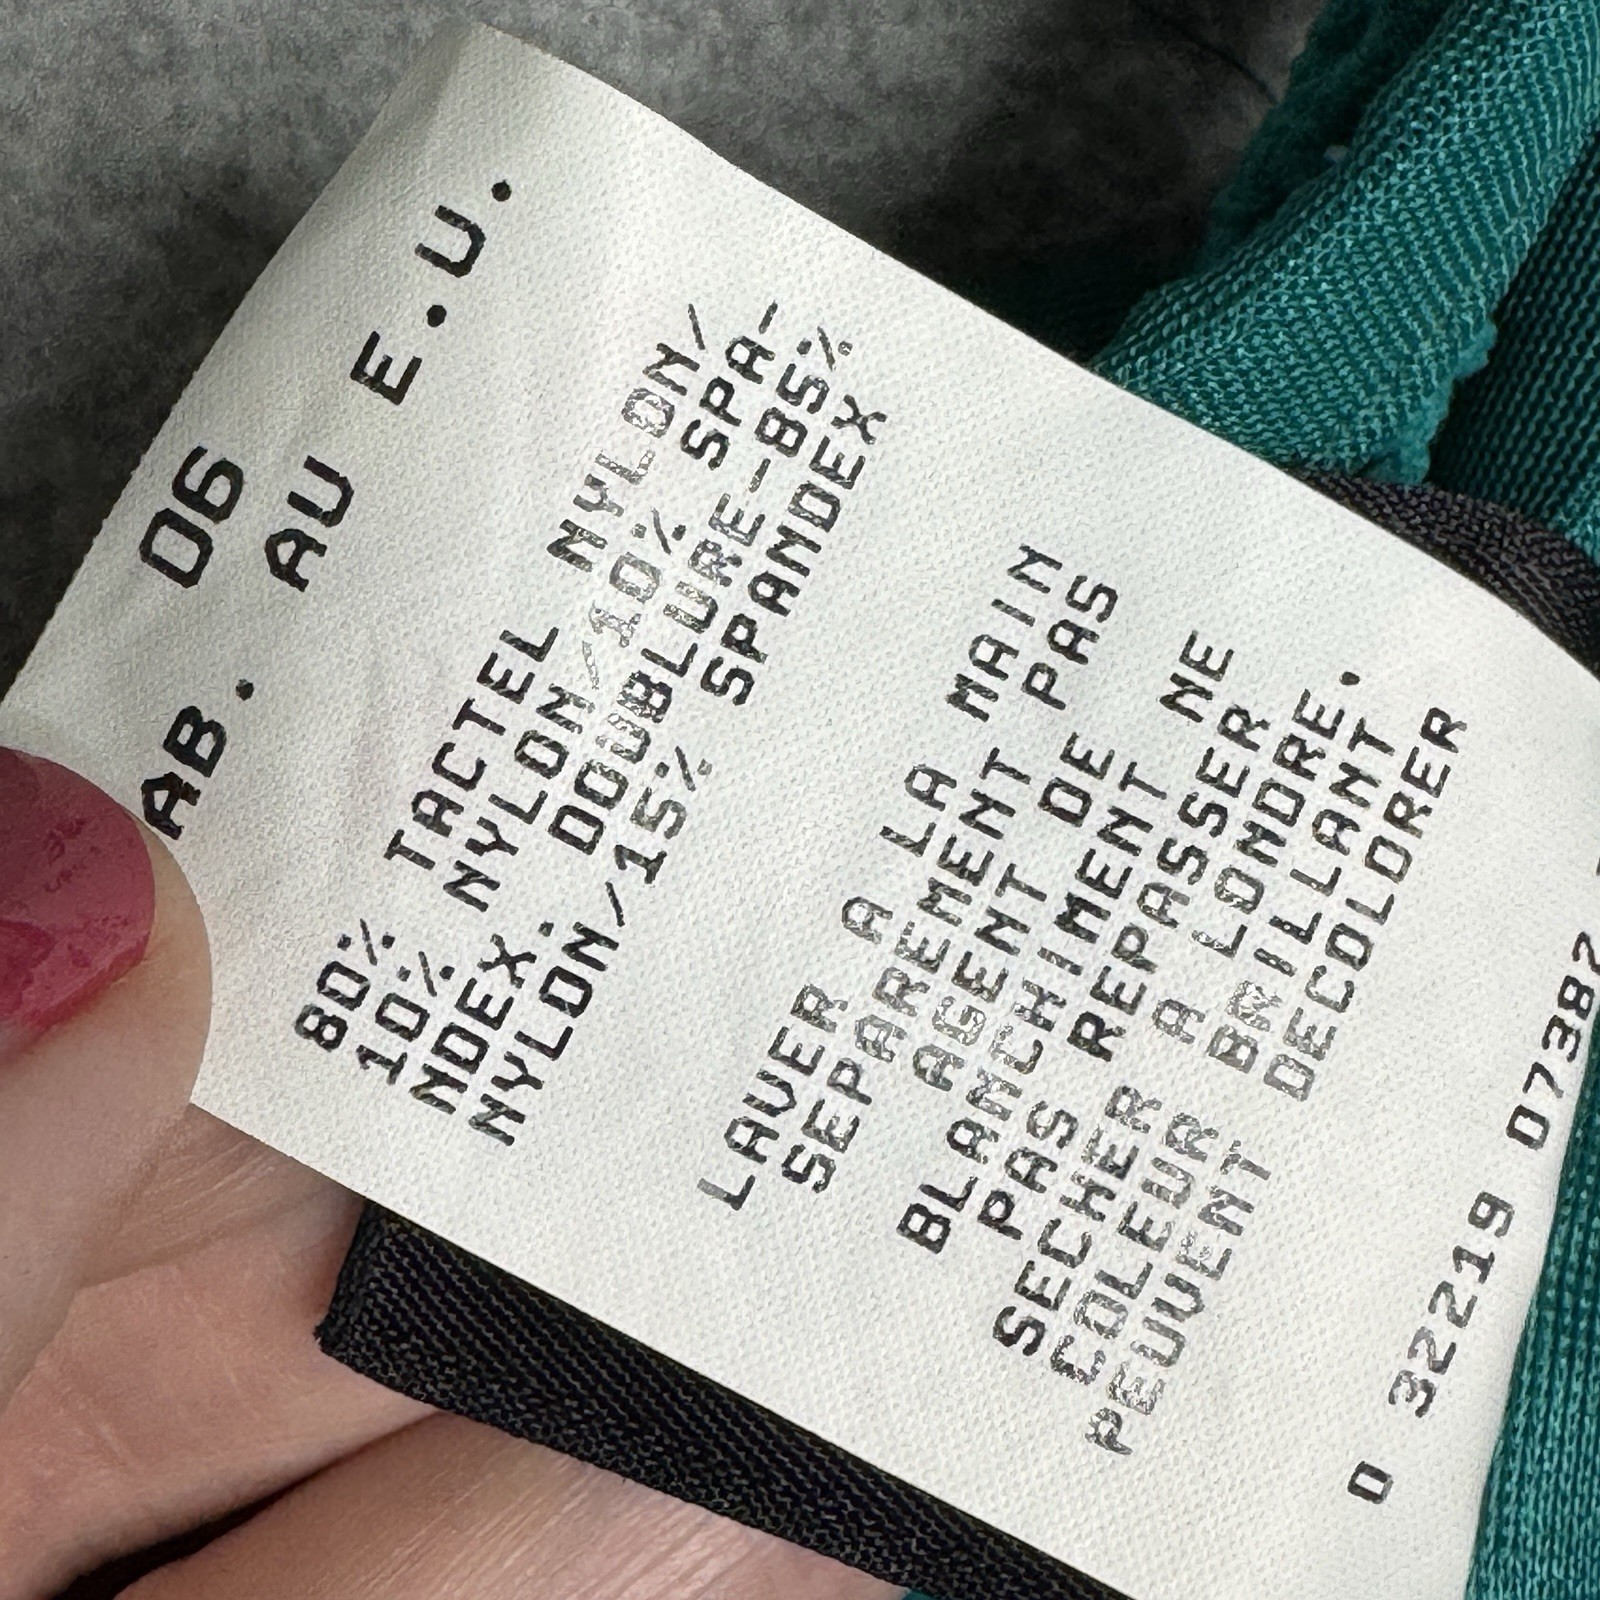 06
AB. AU E.U.
80% TACTEL NYLON/
10% NYLON/10% SPA-
NDEX. DOUBLURE-85%
NYLON/15% SPANDEX
LAVER A LA MAIN
SEPAREMENT PAS
AGENT DE
BLANCHIMENT NE
PAS REPASSER
SECHER A LONDRE.
COLEUR BRILLANT
PEUVENT DECOLORER
0 32219 07382